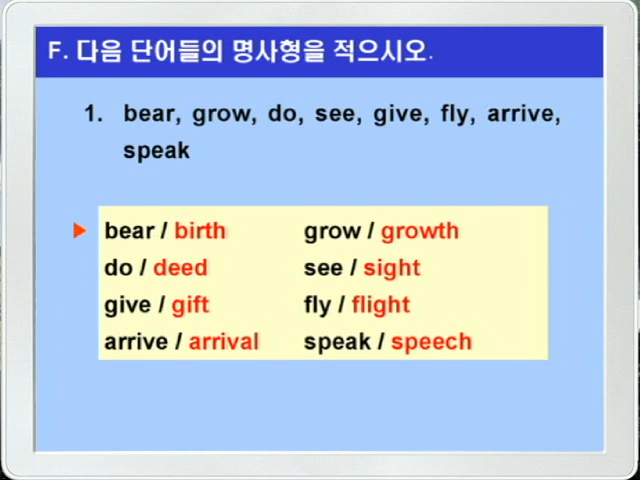 F. 다음 단어들의 명사형을 적으시오.
1. bear, grow, do, see, give, fly, arrive,
speak
bear / birth grow / growth
do / deed see / sight
give / gift fly / flight
arrive / arrival speak / speech